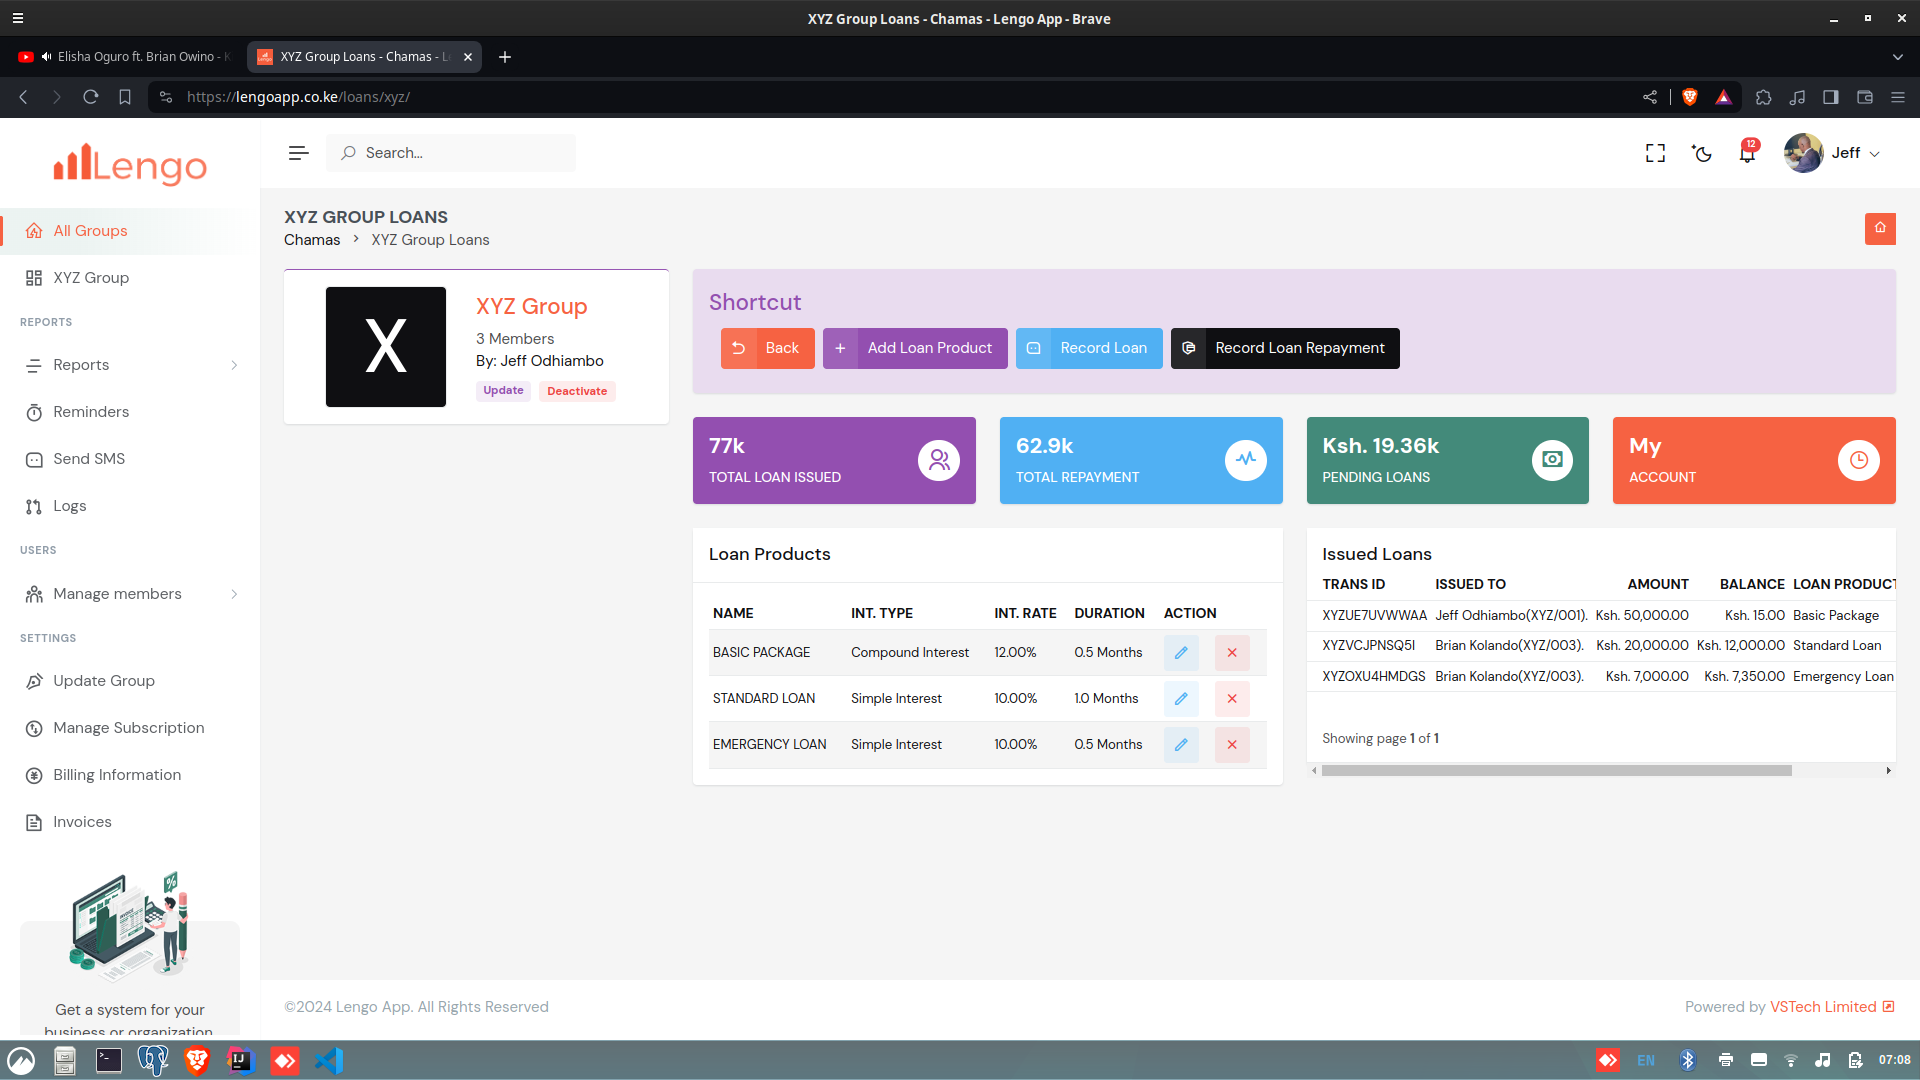 XYZ Group Loans - Chamas - Lengo App - Brave
Elisha Oguro ft. Brian Owino -
XYZ Group Loans - Chamas -
https://lengoapp.co.ke/loans/xyz/
Lengo
Search...
12
Jeff
All Groups
XYZ Group
REPORTS
Reports
Reminders
Send SMS
Logs
USERS
Manage members
SETTINGS
Update Group
Manage Subscription
Billing Information
Invoices
Get a system for your
business or organization
XYZ GROUP LOANS
Chamas > XYZ Group Loans
X
XYZ Group
3 Members
By: Jeff Odhiambo
Update Deactivate
Shortcut
Back
Add Loan Product
Record Loan
Record Loan Repayment
77k
TOTAL LOAN ISSUED
62.9k
TOTAL REPAYMENT
Ksh. 19.36k
PENDING LOANS
My
ACCOUNT
Loan Products
NAME INT. TYPE INT. RATE DURATION ACTION
BASIC PACKAGE Compound Interest 12.00% 0.5 Months
STANDARD LOAN Simple Interest 10.00% 1.0 Months
EMERGENCY LOAN Simple Interest 10.00% 0.5 Months
Issued Loans
TRANS ID ISSUED TO AMOUNT BALANCE LOAN PRODUCT
XYZUE7UVWWAA Jeff Odhiambo(XYZ/001). Ksh. 50,000.00 Ksh. 15.00 Basic Package
XYZVCJPNSQ5I Brian Kolando(XYZ/003). Ksh. 20,000.00 Ksh. 12,000.00 Standard Loan
XYZOXU4HMDGS Brian Kolando(XYZ/003). Ksh. 7,000.00 Ksh. 7,350.00 Emergency Loan
Showing page 1 of 1
©2024 Lengo App. All Rights Reserved
Powered by VSTech Limited
IJ
EN
07:08